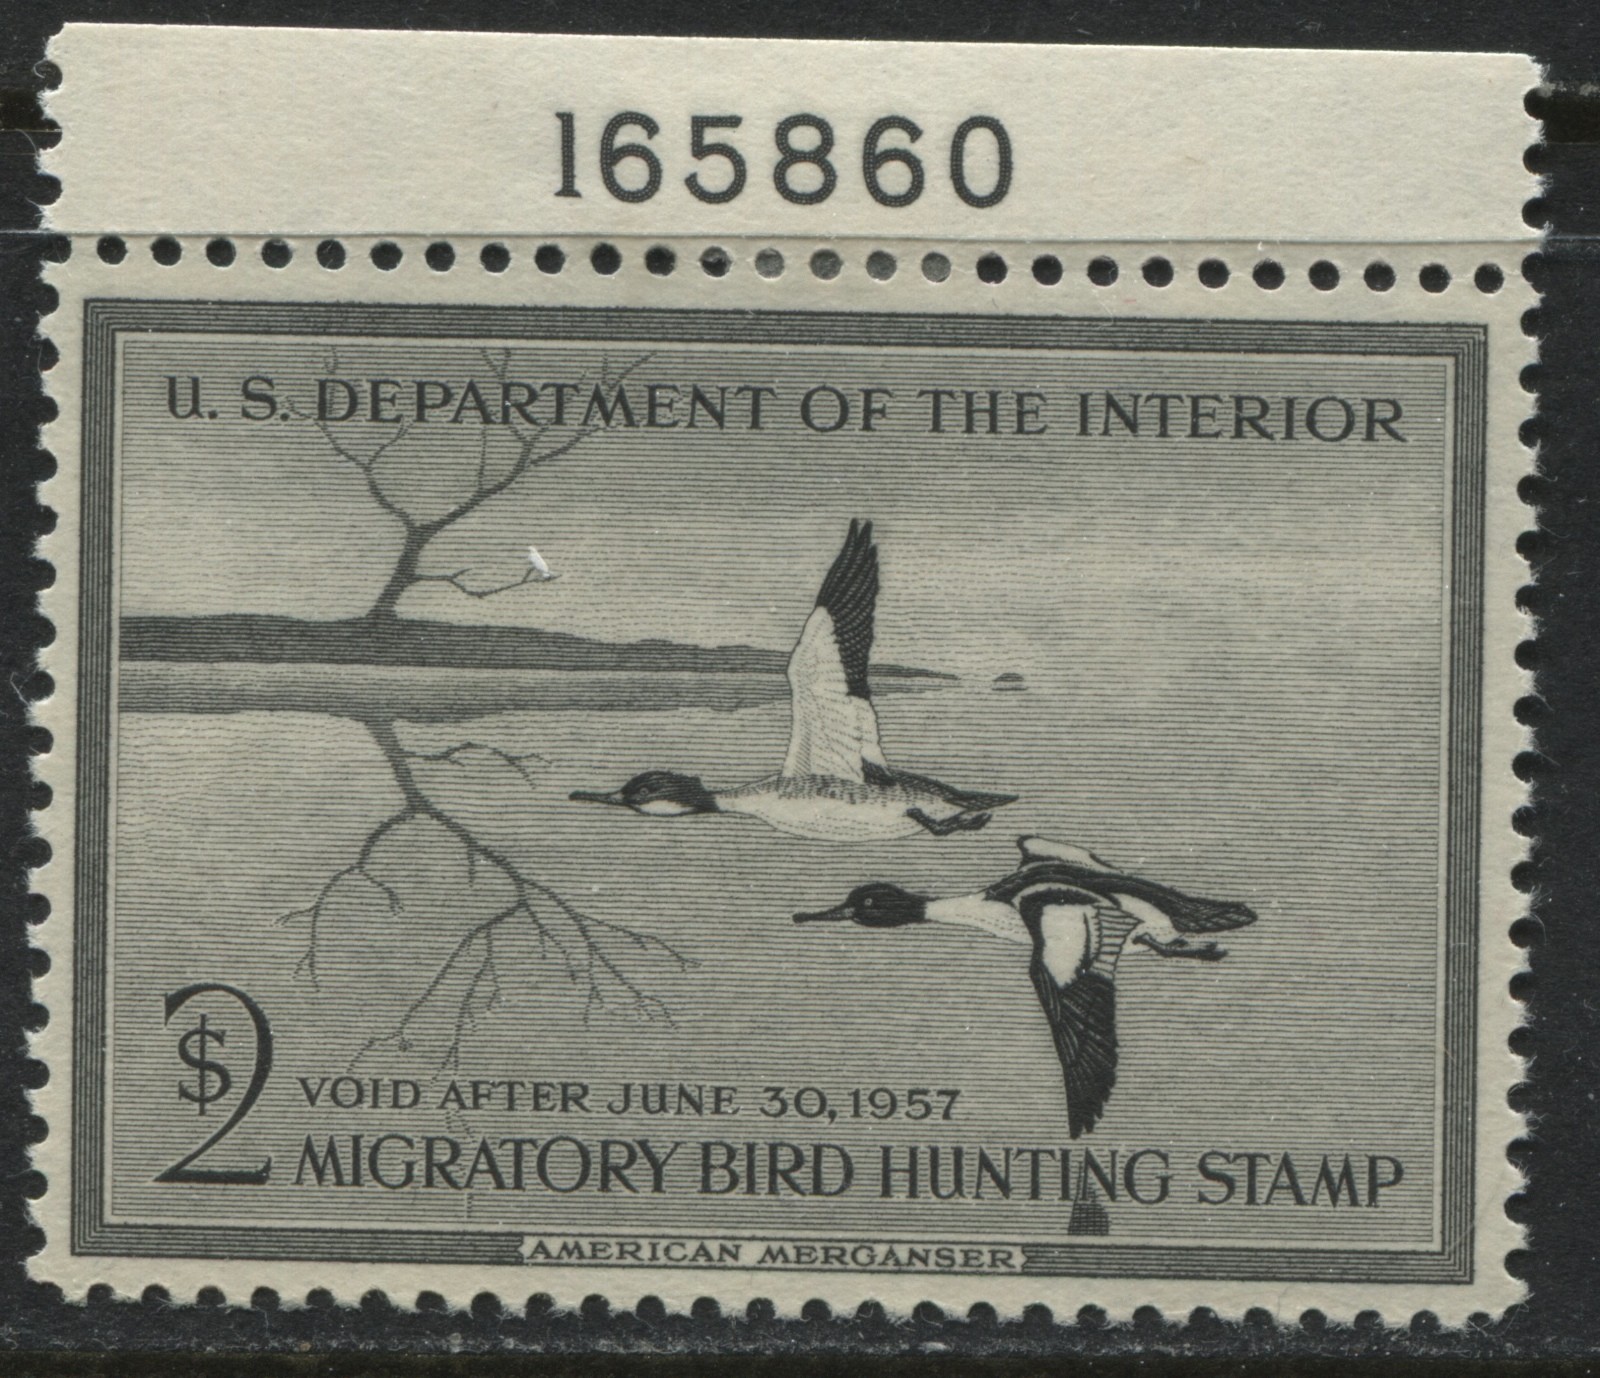 165860
U. S. DEPARTMENT OF THE INTERIOR
$2
VOID AFTER JUNE 30, 1957
MIGRATORY BIRD HUNTING STAMP
AMERICAN MERGANSER